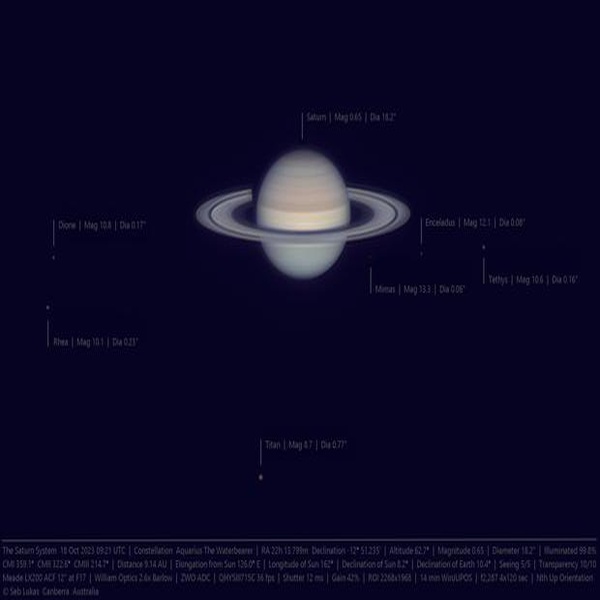 Saturn | Mag 0.65 | Dia 18.2"
Dione | Mag 10.8 | Dia 0.17"
Enceladus | Mag 12.1 | Dia 0.08"
Tethys | Mag 10.6 | Dia 0.16"
Mimas | Mag 13.3 | Dia 0.06"
Rhea | Mag 10.1 | Dia 0.23"
Titan | Mag 8.7 | Dia 0.77"
The Saturn System 18 Oct 2023 09:21 UTC | Constellation Aquarius The Waterbearer | RA 22h 13.799m Declination -12° 51.235' | Altitude 62.7° | Magnitude 0.65 | Diameter 18.2" | Illuminated 99.8%
CMI 359.3° CMII 322.6° CMIII 214.7° | Distance 9.14 AU | Elongation from Sun 126.0° E | Longitude of Sun 162° | Declination of Sun 8.2° | Declination of Earth 10.4° | Seeing 5/5 | Transparency 10/10
Meade LX200 ACF 12" at F17 | William Optics 2.4x Barlow | ZWO ADC | QHY5III715C 36 fps | Shutter 12 ms | Gain 42% | ROI 2268x1968 | 14 min WinJUPOS | 4x120 sec | Nth Up Orientation
© Seb Lukas Canberra Australia